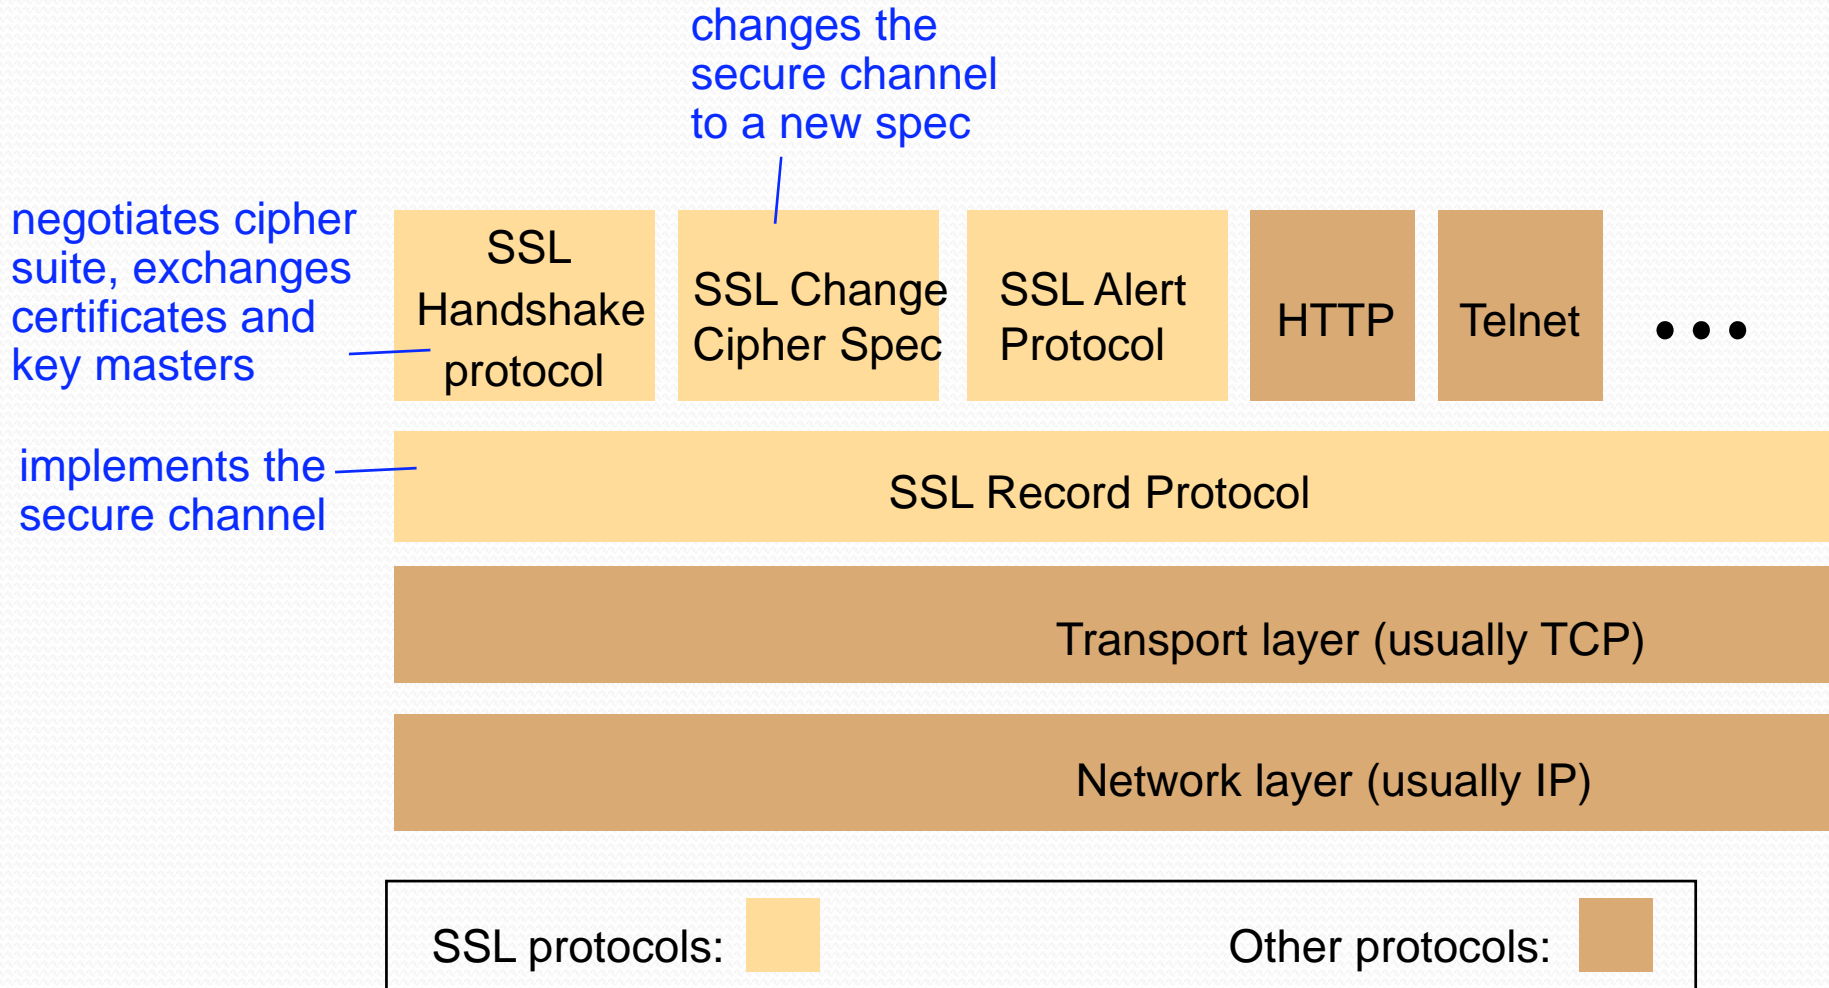 changes the
secure channel
to a new spec
negotiates cipher
suite, exchanges
certificates and
key masters
SSL
Handshake
protocol
SSL Change
Cipher Spec
SSL Alert
Protocol
HTTP
Telnet
•••
implements the
secure channel
SSL Record Protocol
Transport layer (usually TCP)
Network layer (usually IP)
SSL protocols:
Other protocols: